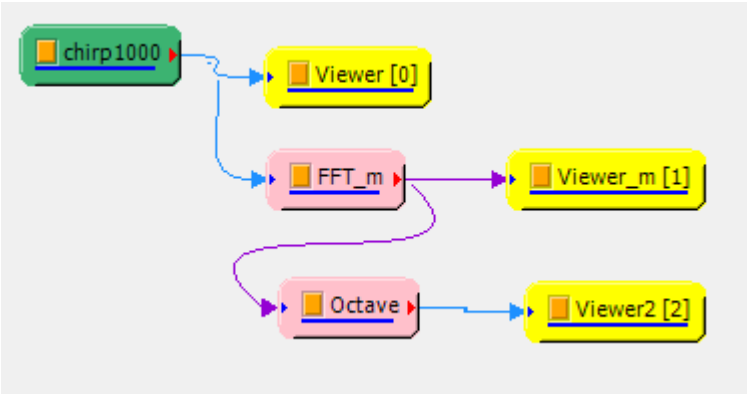 chirp1000
Viewer [0]
FFT_m
Viewer_m [1]
Octave
Viewer2 [2]